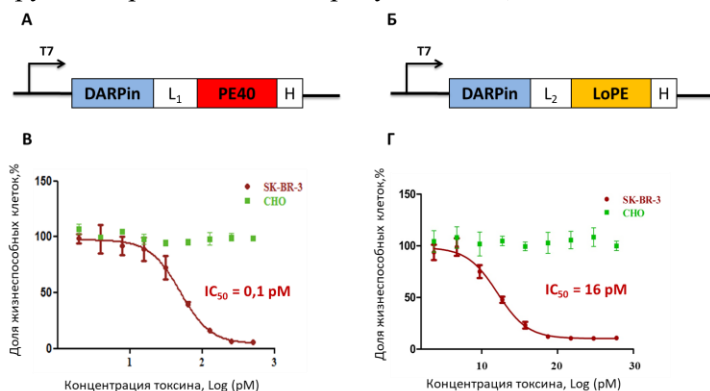 А
Б
T7
DARPin L₁ PE40 H
T7
DARPin L₂ LoPE H
В
Г
Доля жизнеспособных клеток,%
150
100
50
0
1
2
3
SK-BR-3
CHO
IC₅₀ = 0,1 pM
Концентрация токсина, Log (pM)
Доля жизнеспособных клеток,%
150
100
50
0
10
20
30
SK-BR-3
CHO
IC₅₀ = 16 pM
Концентрация токсина, Log (pM)